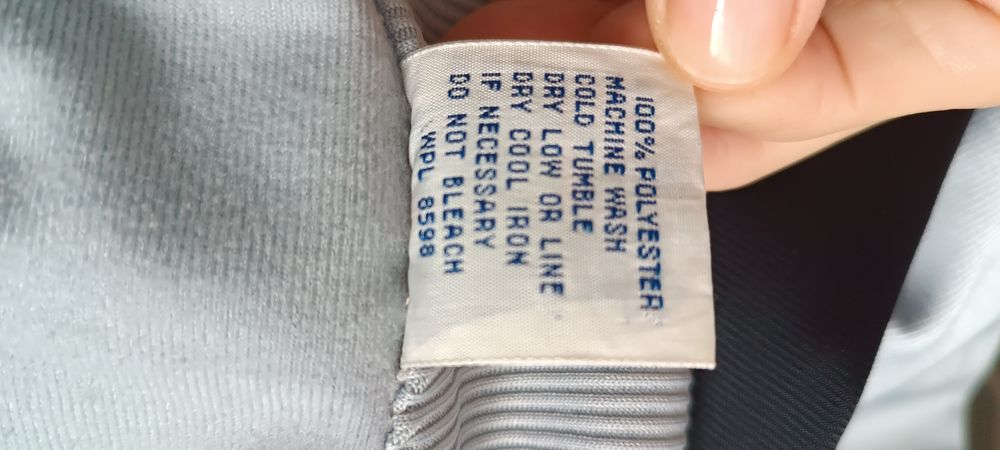 100% POLYESTER
MACHINE WASH
COLD TUMBLE
DRY LOW OR LINE
DRY COOL IRON
IF NECESSARY
DO NOT BLEACH
WPL 8598